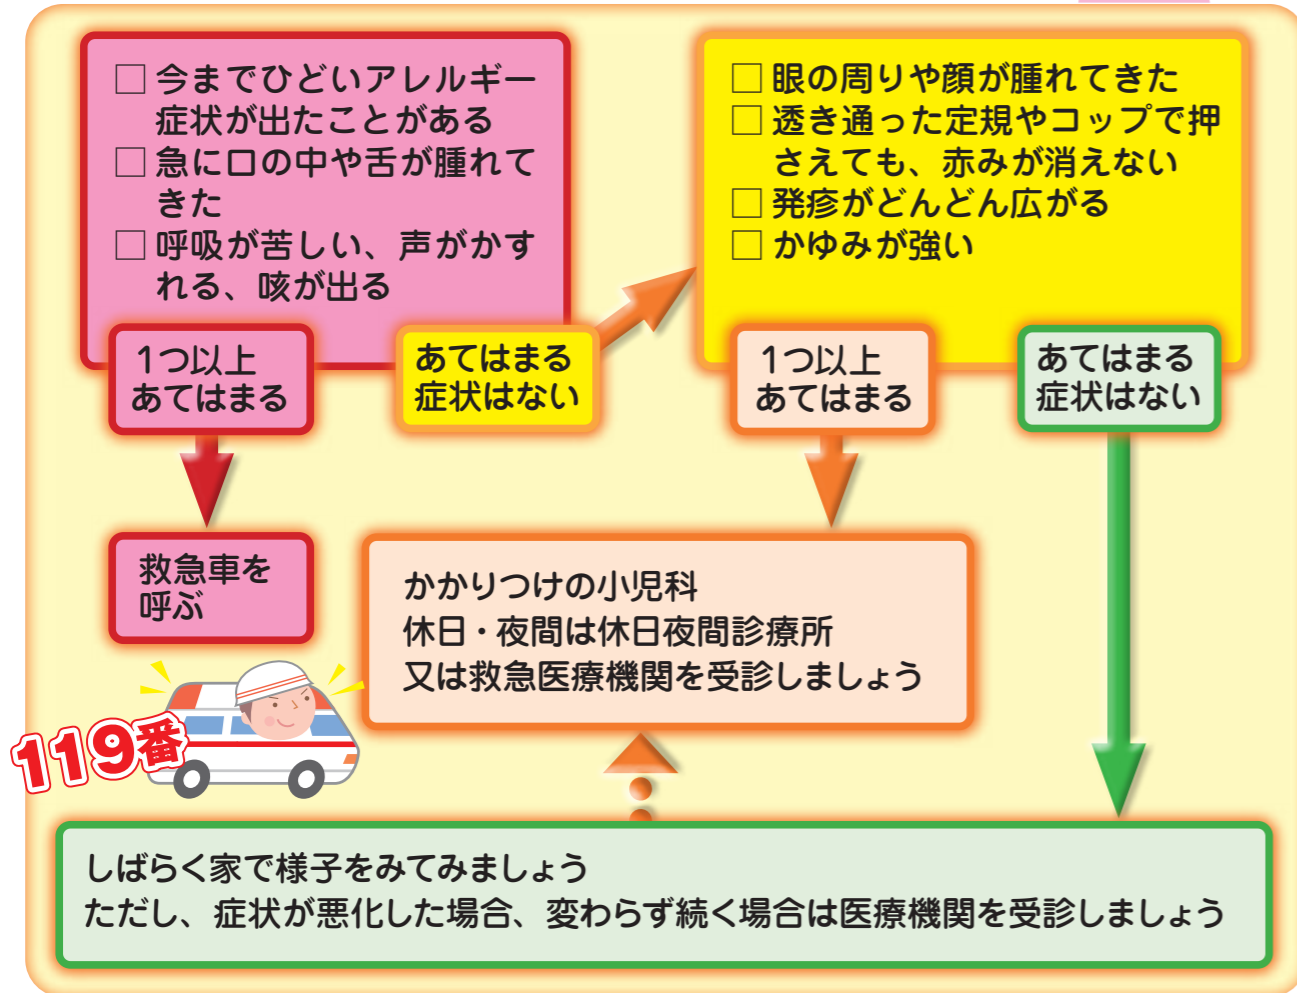 □ 今までひどいアレルギー
症状が出たことがある
□ 急に口の中や舌が腫れて
きた
□ 呼吸が苦しい、声がかす
れる、咳が出る
1つ以上
あてはまる
あてはまる
症状はない
□ 眼の周りや顔が腫れてきた
□ 透き通った定規やコップで押
さえても、赤みが消えない
□ 発疹がどんどん広がる
□ かゆみが強い
1つ以上
あてはまる
あてはまる
症状はない
救急車を
呼ぶ
119番
かかりつけの小児科
休日・夜間は休日夜間診療所
又は救急医療機関を受診しましょう
しばらく家で様子をみてみましょう
ただし、症状が悪化した場合、変わらず続く場合は医療機関を受診しましょう